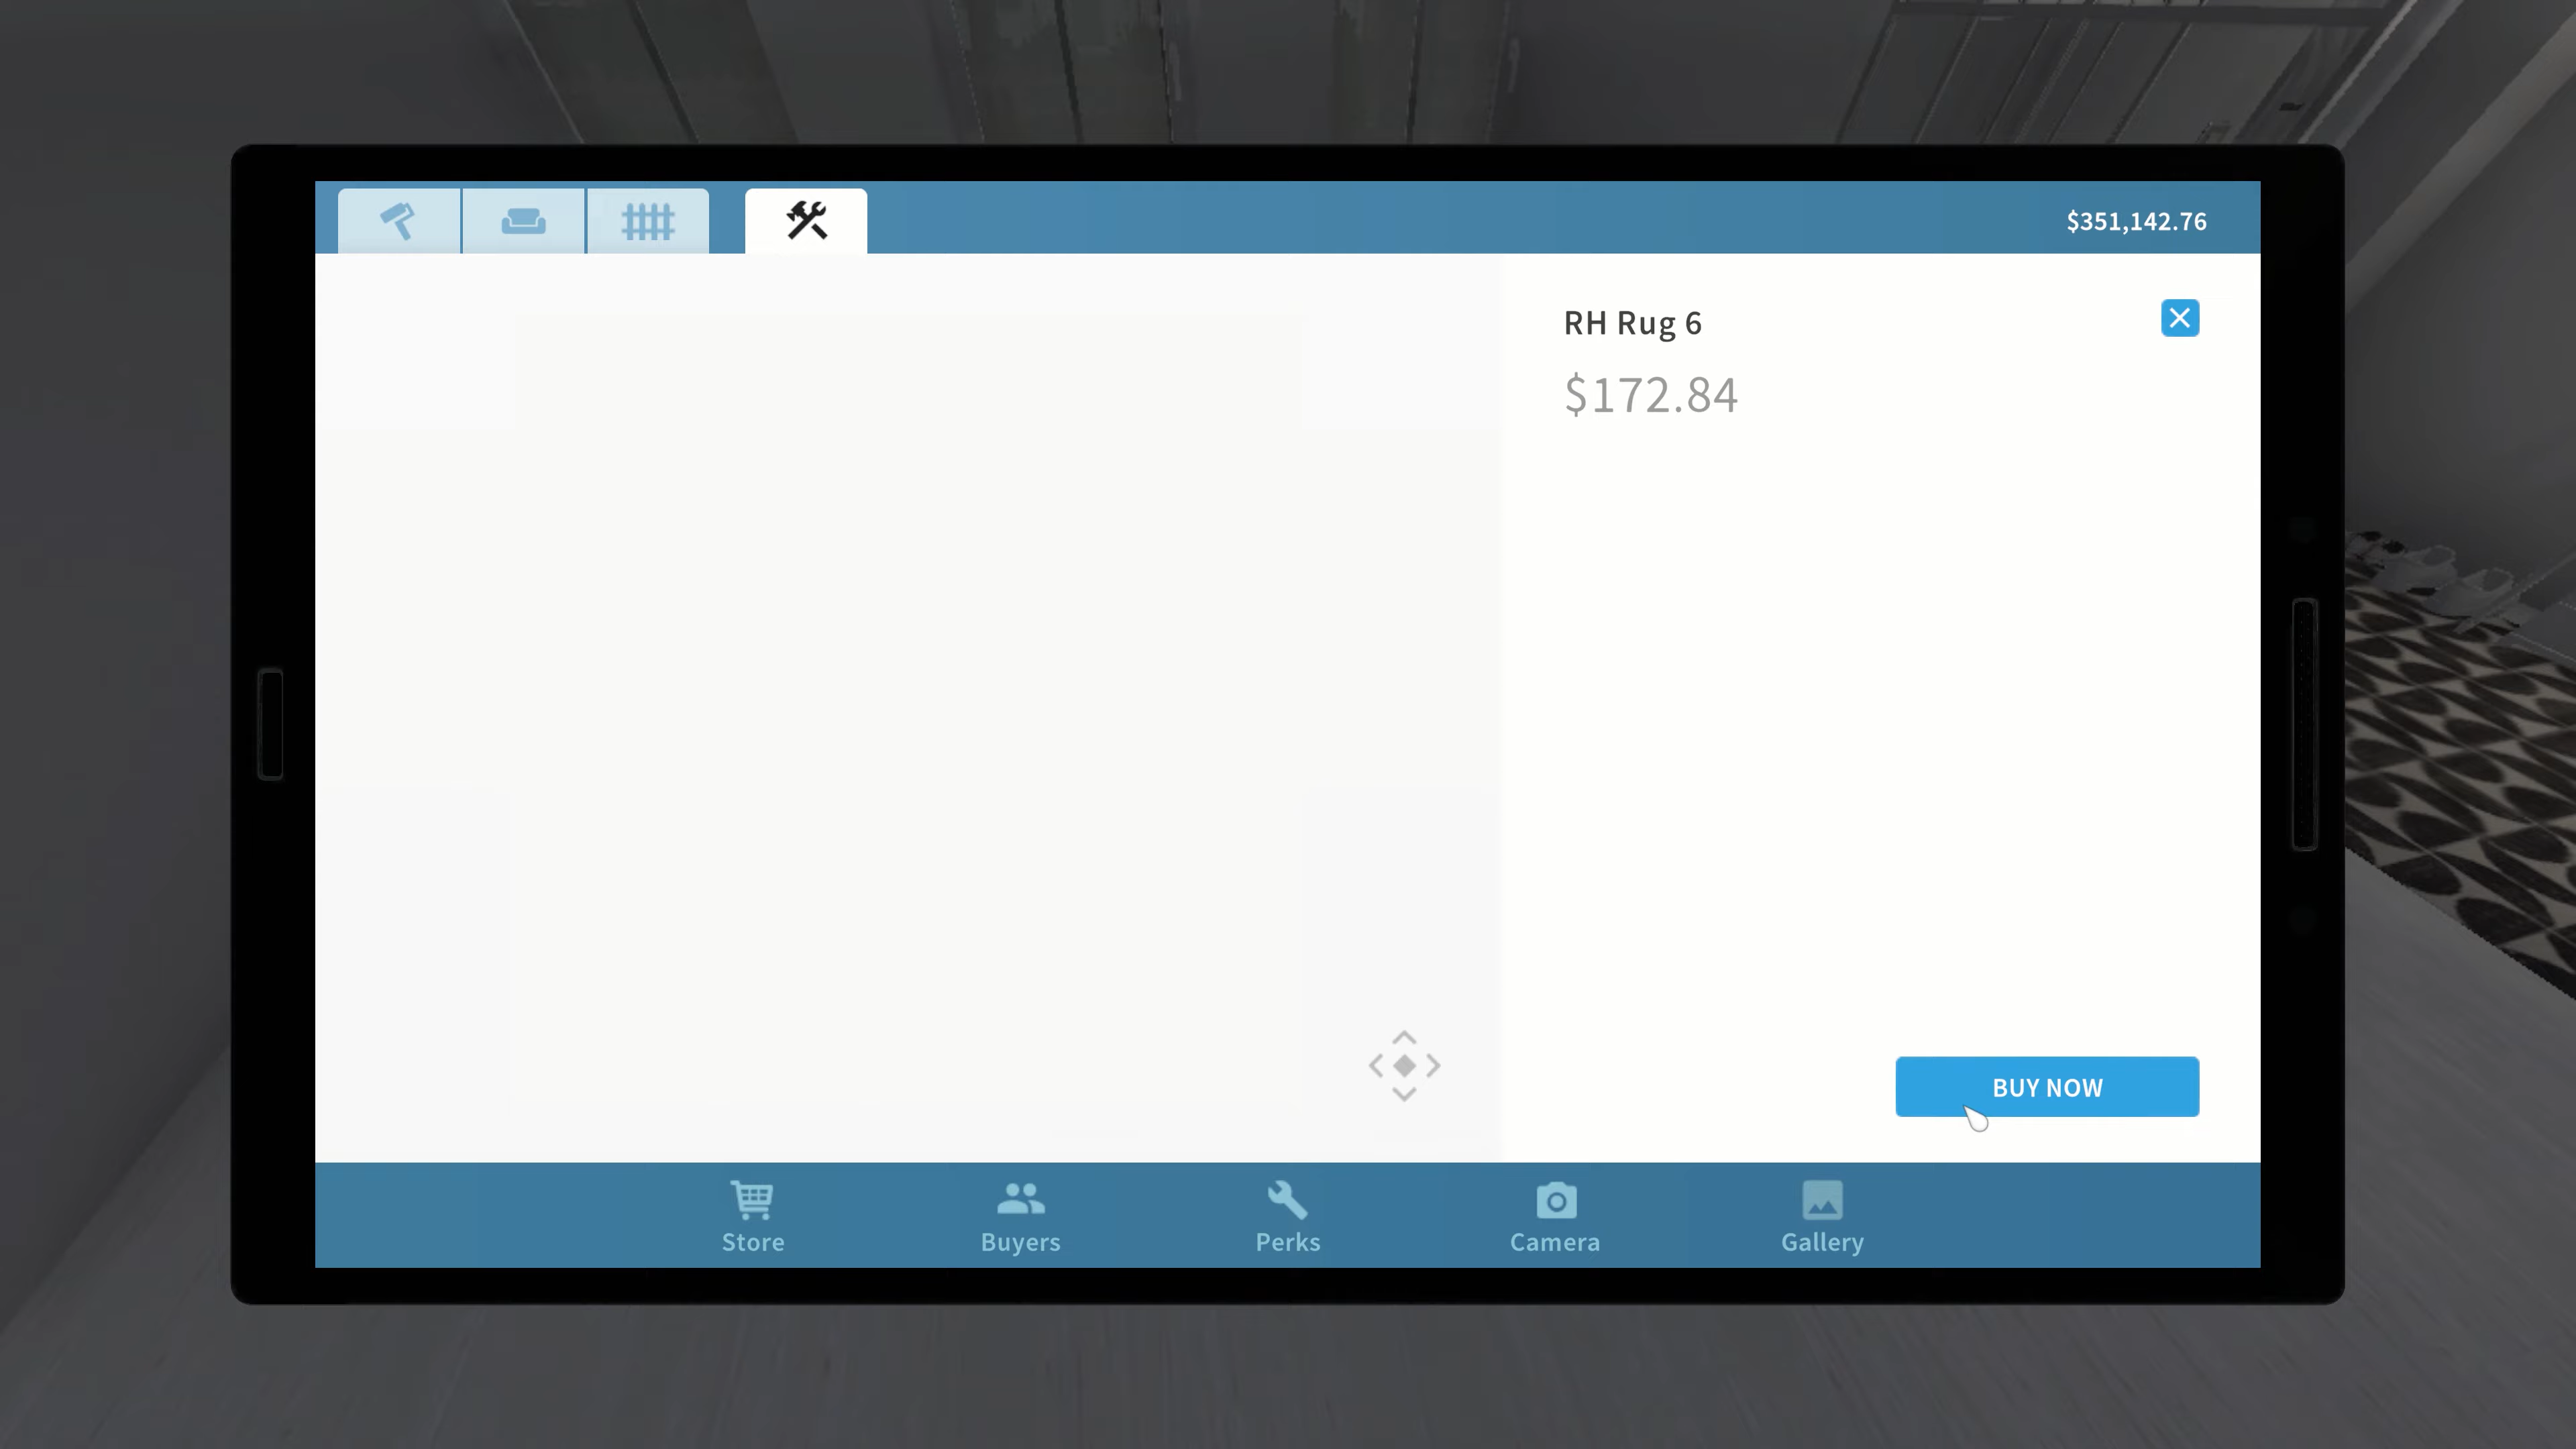 $351,142.76
RH Rug 6
$172.84
BUY NOW
Store
Buyers
Perks
Camera
Gallery